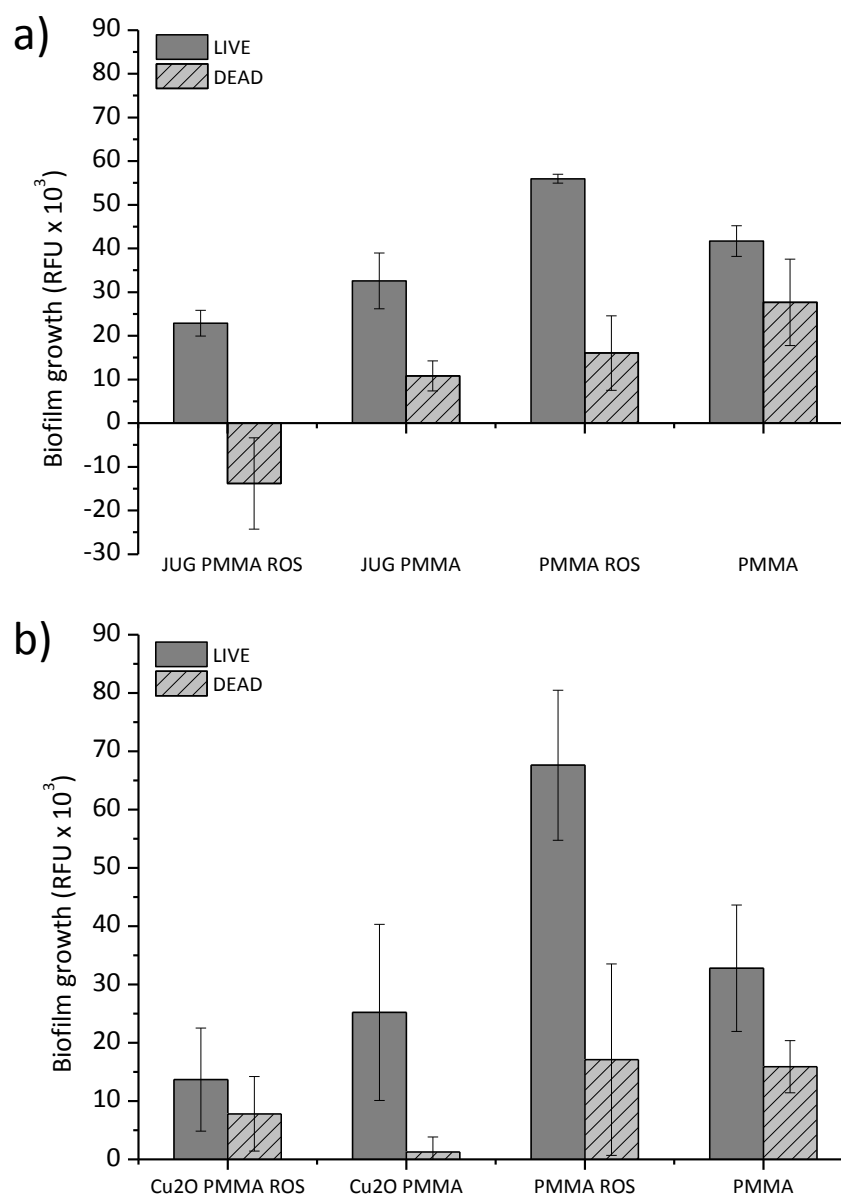 a)
LIVE
DEAD
Biofilm growth (RFU x 10³)
90
80
70
60
50
40
30
20
10
0
-10
-20
-30
JUG PMMA ROS JUG PMMA PMMA ROS PMMA
b)
LIVE
DEAD
Biofilm growth (RFU x 10³)
90
80
70
60
50
40
30
20
10
0
Cu2O PMMA ROS Cu2O PMMA PMMA ROS PMMA